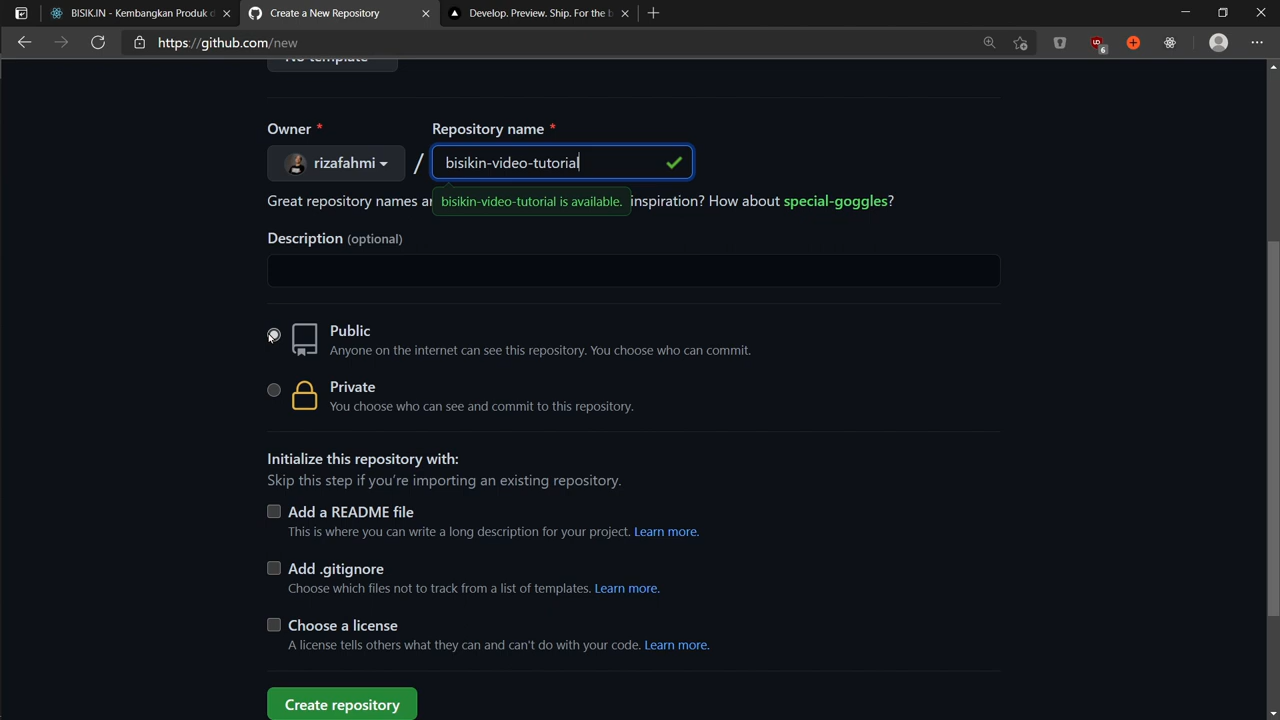 BISIK.IN - Kembangkan Produk d
Create a New Repository
Develop. Preview. Ship. For the b
https://github.com/new
6
No template
Owner *
Repository name *
rizafahmi
/
bisikin-video-tutorial
Great repository names ar
bisikin-video-tutorial is available.
inspiration? How about special-goggles?
Description (optional)
Public
Anyone on the internet can see this repository. You choose who can commit.
Private
You choose who can see and commit to this repository.
Initialize this repository with:
Skip this step if you're importing an existing repository.
Add a README file
This is where you can write a long description for your project. Learn more.
Add .gitignore
Choose which files not to track from a list of templates. Learn more.
Choose a license
A license tells others what they can and can't do with your code. Learn more.
Create repository